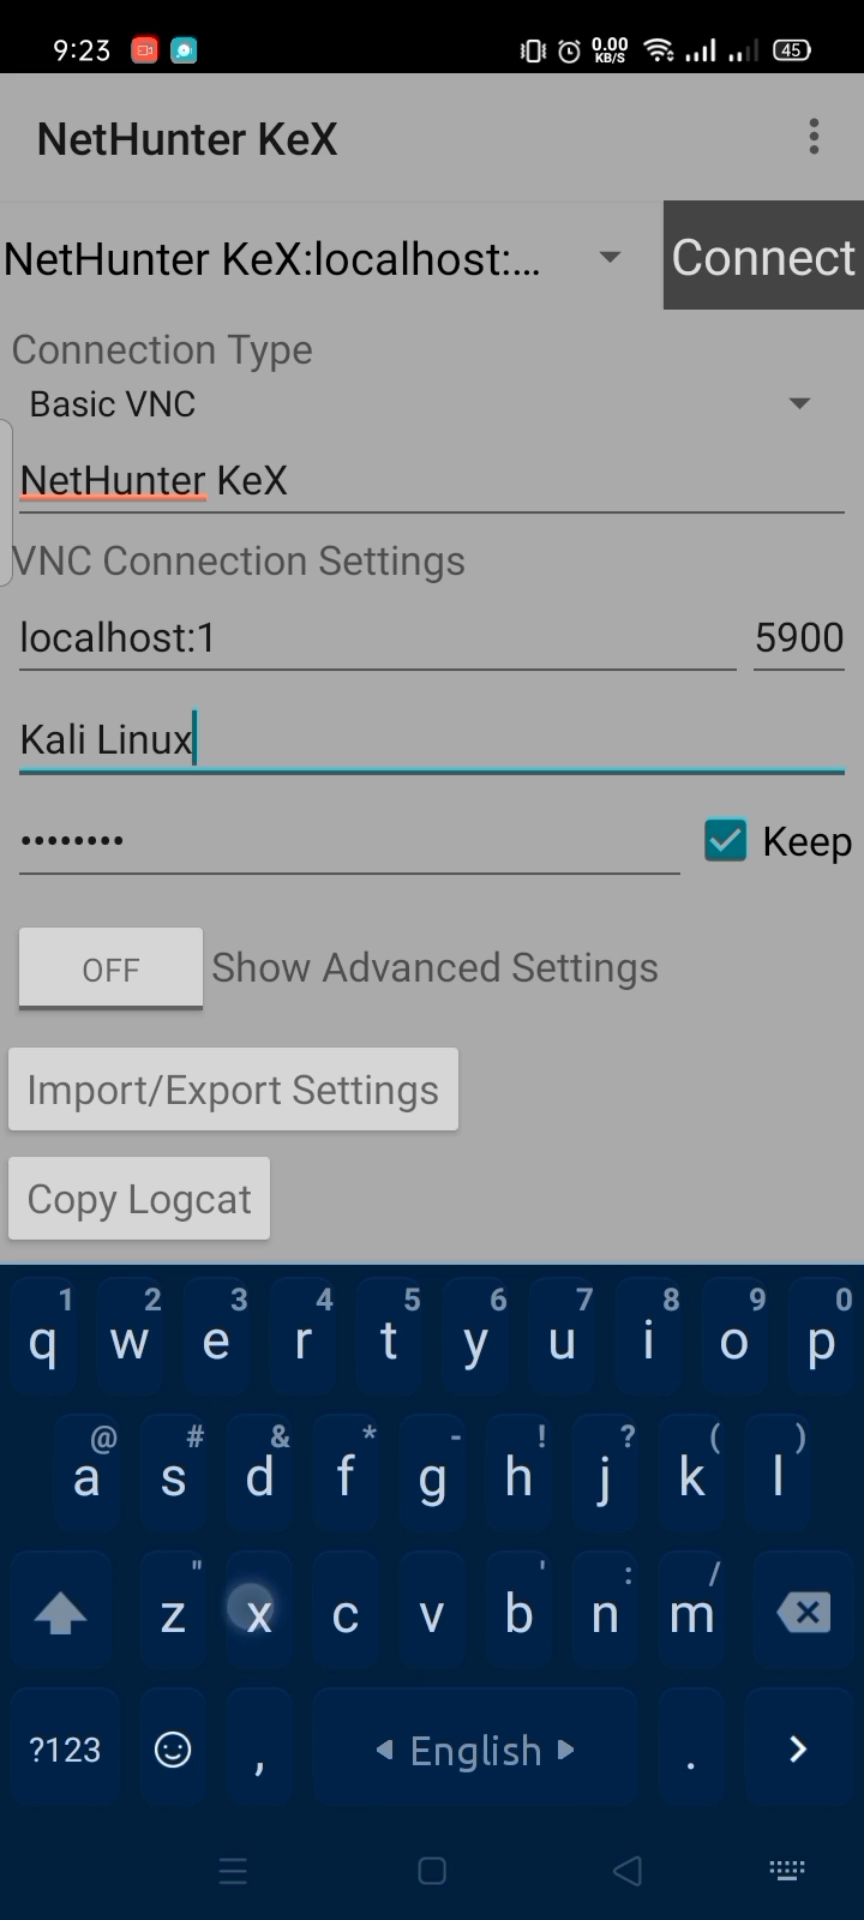 9:23 0.00 KB/S 45
NetHunter KeX
NetHunter KeX:localhost:... Connect
Connection Type
Basic VNC
NetHunter KeX
VNC Connection Settings
localhost:1 5900
Kali Linux
•••••••• Keep
OFF Show Advanced Settings
Import/Export Settings
Copy Logcat
1 2 3 4 5 6 7 8 9 0
q w e r t y u i o p
@ # & * - ! ? ( )
a s d f g h j k l
" ' : /
z x c v b n m
?123 , English .